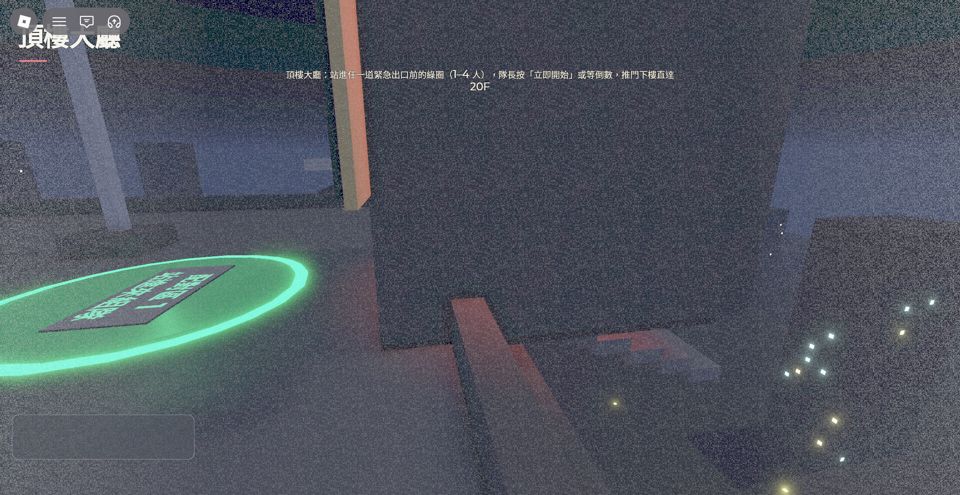 頂樓大廳
頂樓大廳：站進任一道緊急出口前的綠圈（1–4 人），隊長按「立即開始」或等倒數，推門下樓直達
20F